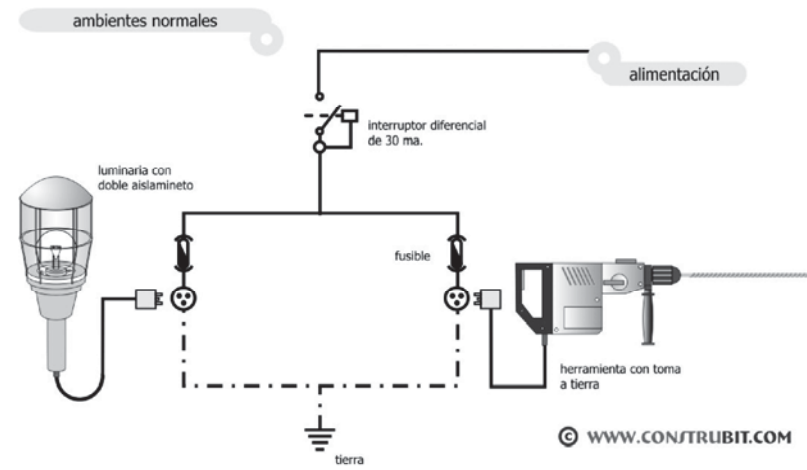 ambientes normales
alimentación
interruptor diferencial
de 30 ma.
luminaria con
doble aislamineto
fusible
herramienta con toma
a tierra
tierra
© WWW.CONSTRUBIT.COM